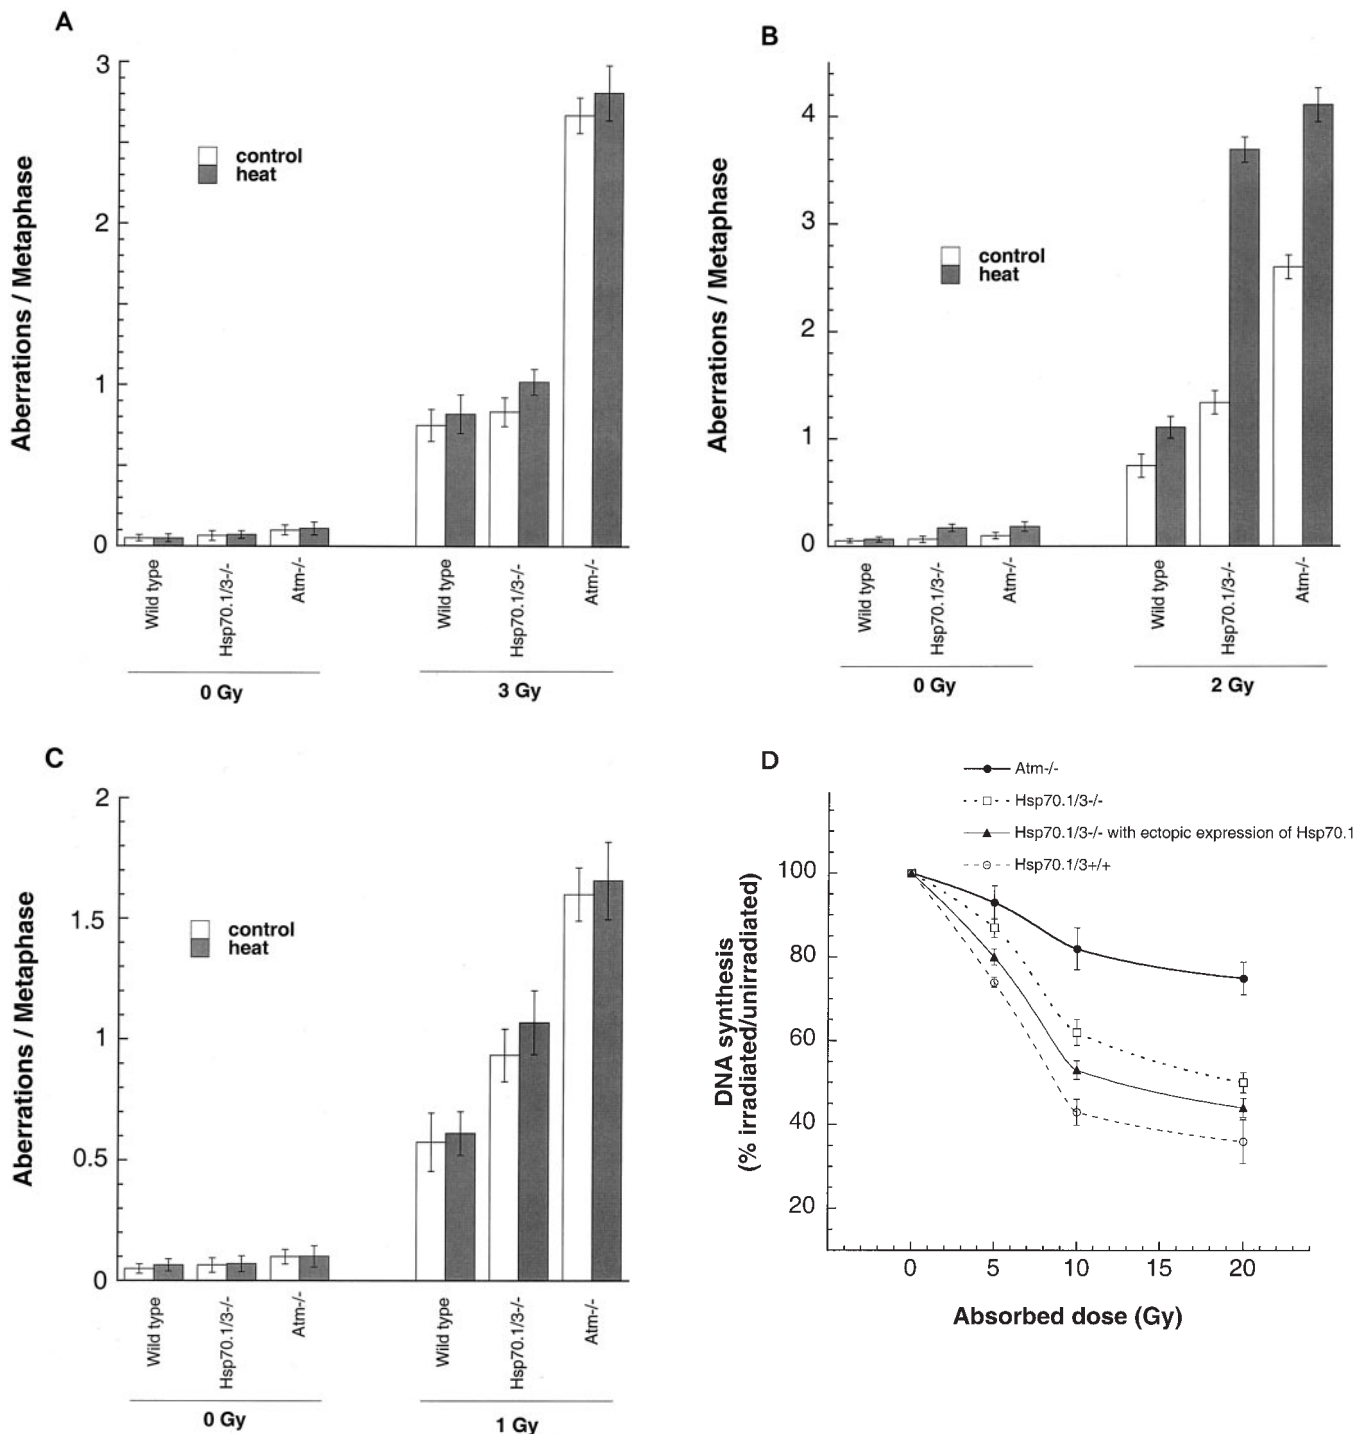 A
3
2
1
0
Aberrations / Metaphase
control
heat
Wild type
Hsp70.1/3-/-
Atm-/-
Wild type
Hsp70.1/3-/-
Atm-/-
0 Gy
3 Gy
B
4
3
2
1
0
Aberrations / Metaphase
control
heat
Wild type
Hsp70.1/3-/-
Atm-/-
Wild type
Hsp70.1/3-/-
Atm-/-
0 Gy
2 Gy
C
2
1.5
1
0.5
0
Aberrations / Metaphase
control
heat
Wild type
Hsp70.1/3-/-
Atm-/-
Wild type
Hsp70.1/3-/-
Atm-/-
0 Gy
1 Gy
D
Atm-/-
Hsp70.1/3-/-
Hsp70.1/3-/- with ectopic expression of Hsp70.1
Hsp70.1/3+/+
100
80
60
40
20
DNA synthesis
(% irradiated/unirradiated)
0 5 10 15 20
Absorbed dose (Gy)